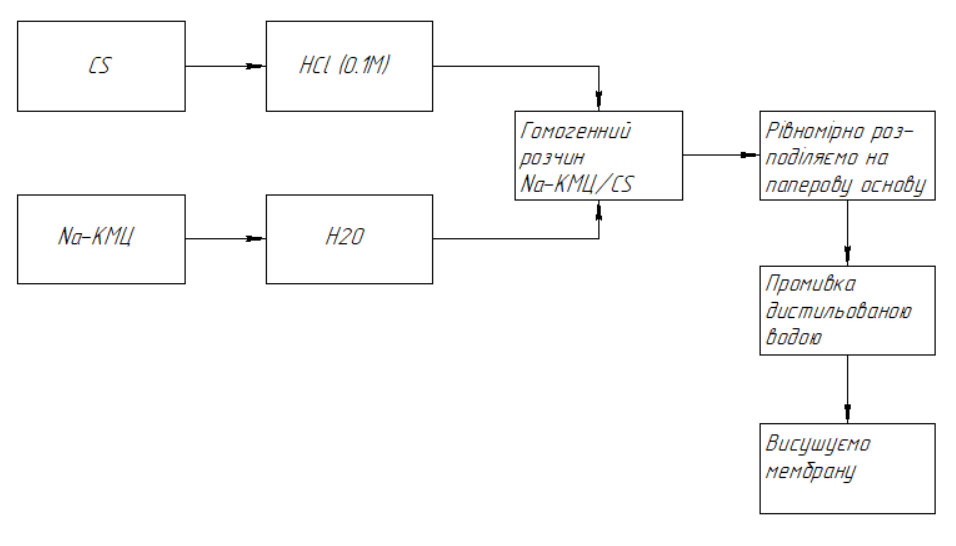 CS
HCl (0.1M)
Na-КМЦ
H2O
Гомогенний
розчин
Na-КМЦ/CS
Рівномірно роз-
поділяємо на
паперову основу
Промивка
дистильованою
водою
Висушуємо
мембрану